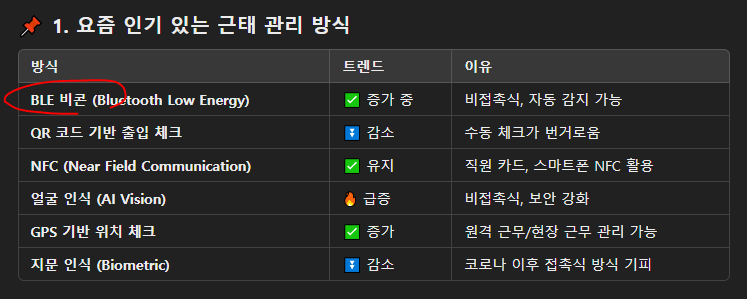 📌 1. 요즘 인기 있는 근태 관리 방식
방식 트렌드 이유
BLE 비콘 (Bluetooth Low Energy) ✅ 증가 중 비접촉식, 자동 감지 가능
QR 코드 기반 출입 체크 ⏬ 감소 수동 체크가 번거로움
NFC (Near Field Communication) ✅ 유지 직원 카드, 스마트폰 NFC 활용
얼굴 인식 (AI Vision) 🔥 급증 비접촉식, 보안 강화
GPS 기반 위치 체크 ✅ 증가 원격 근무/현장 근무 관리 가능
지문 인식 (Biometric) ⏬ 감소 코로나 이후 접촉식 방식 기피